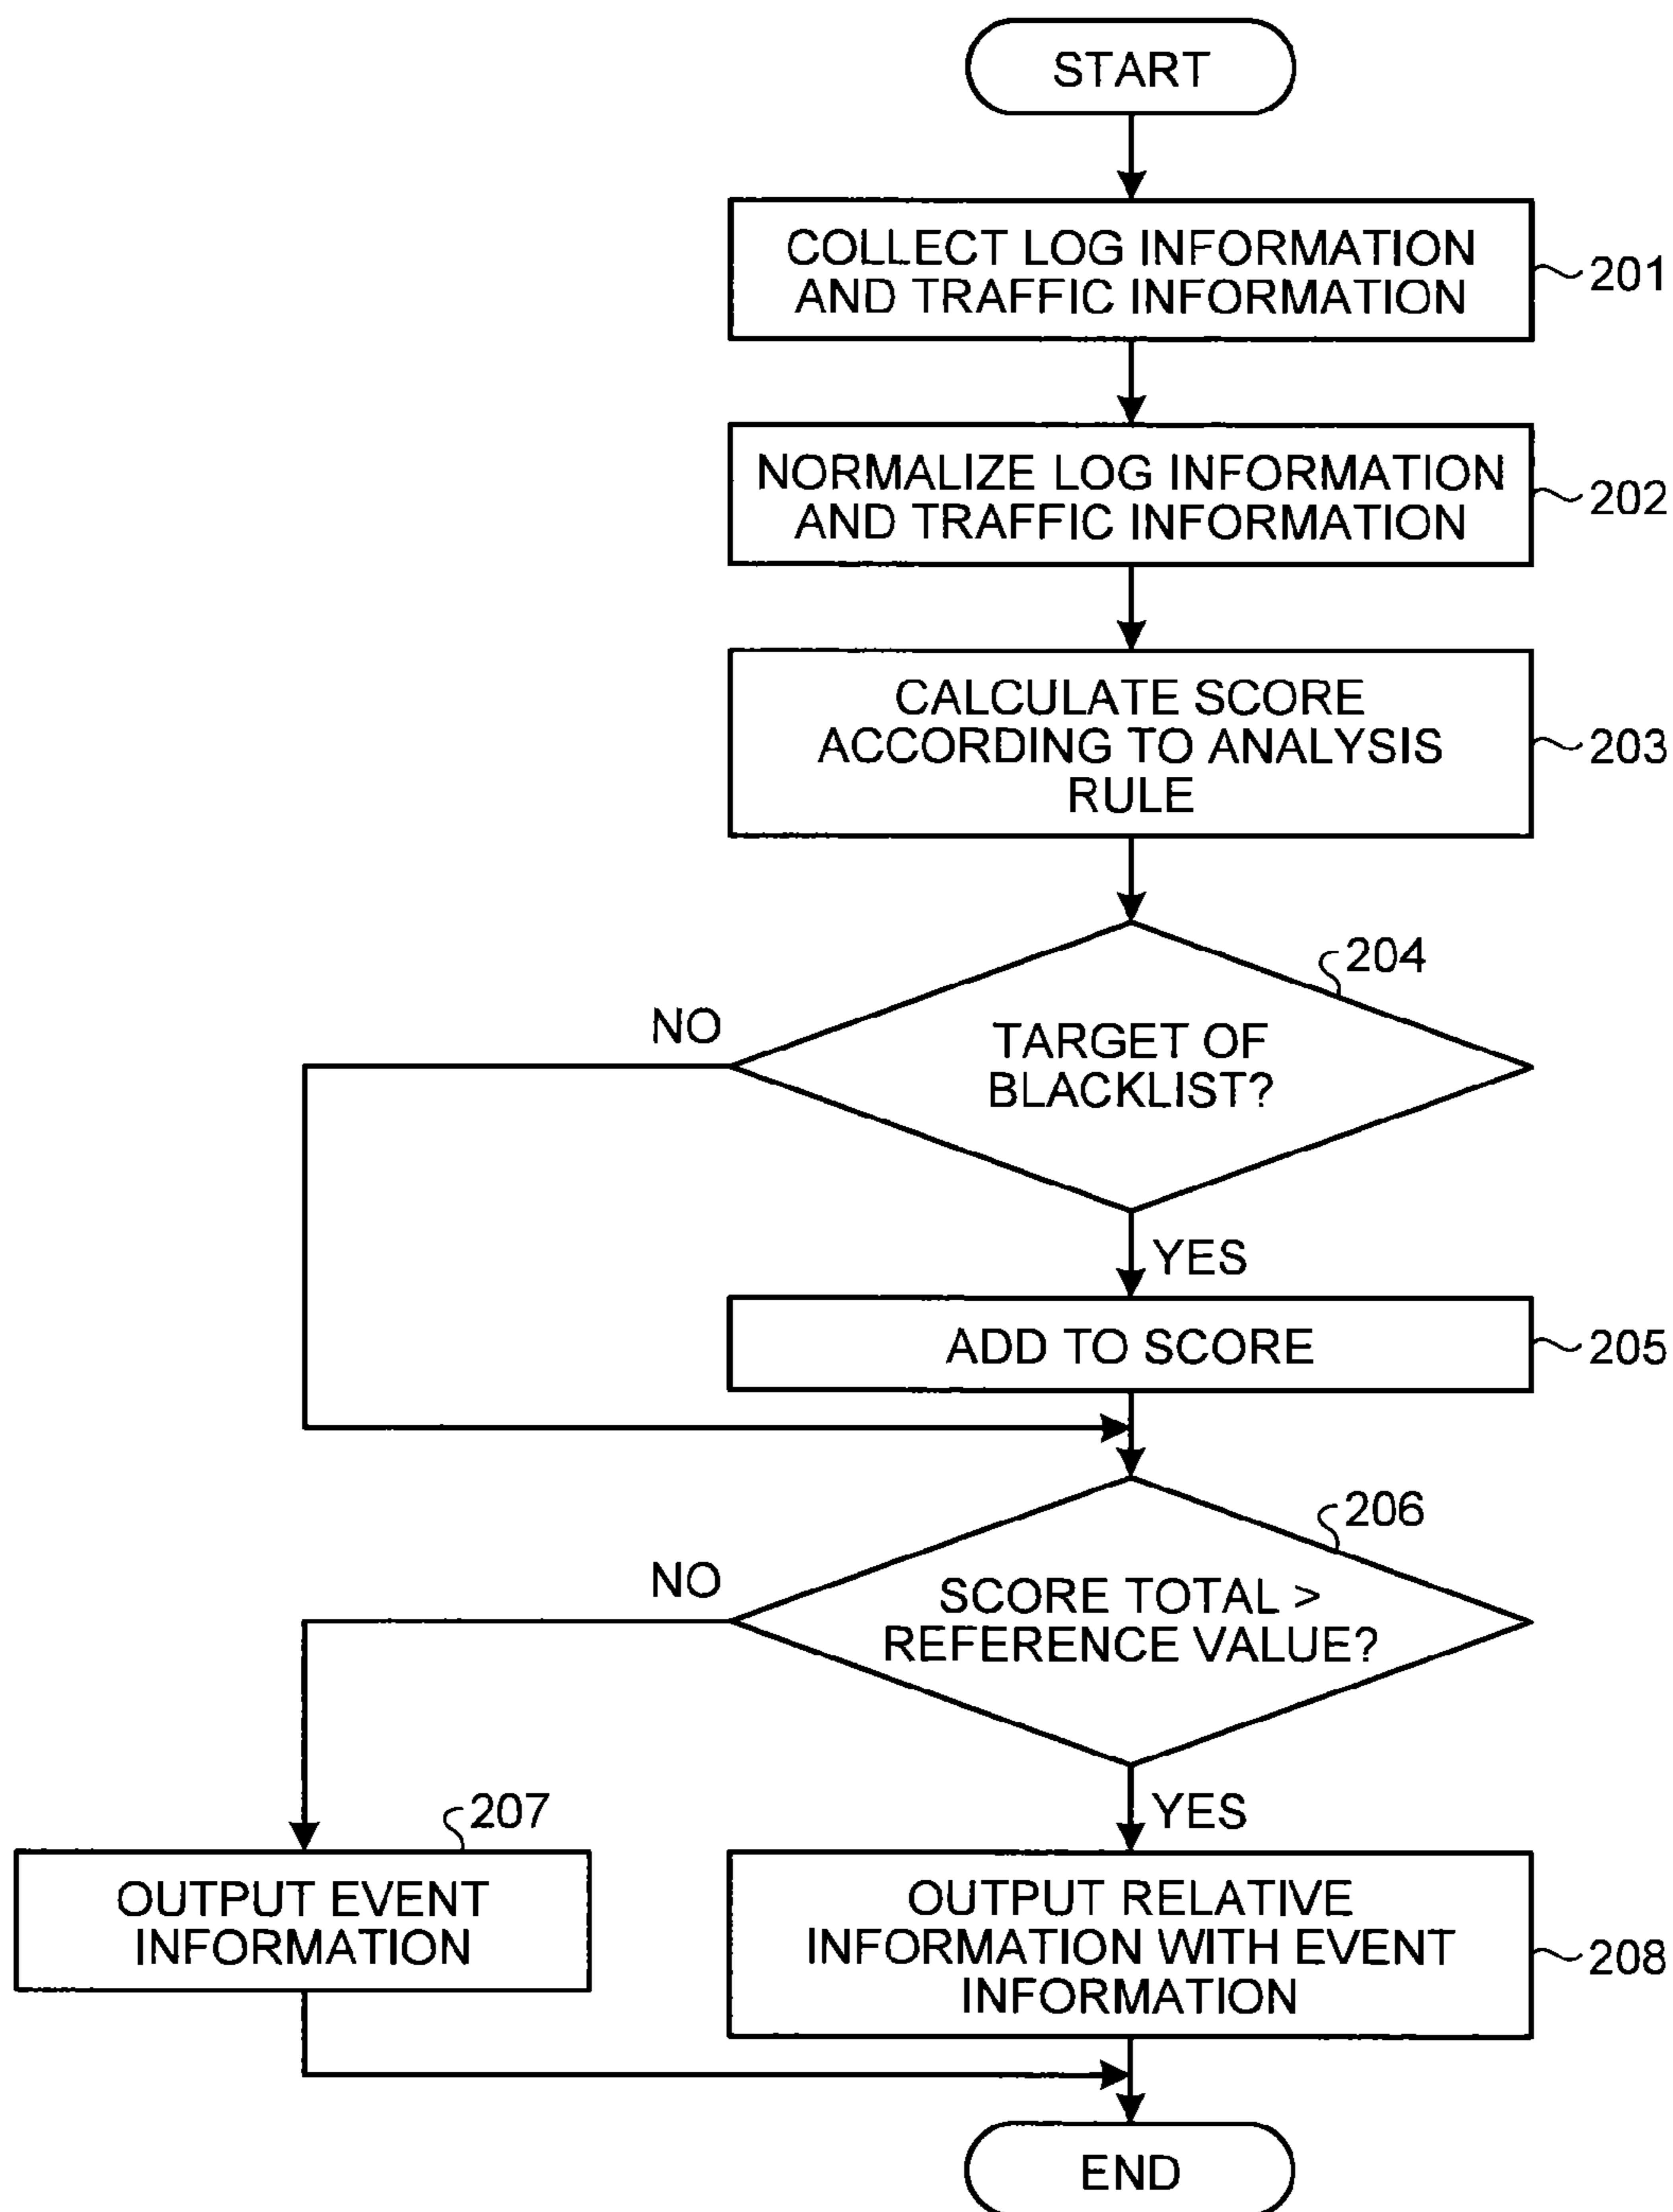 START
COLLECT LOG INFORMATION
AND TRAFFIC INFORMATION
201
NORMALIZE LOG INFORMATION
AND TRAFFIC INFORMATION
202
CALCULATE SCORE
ACCORDING TO ANALYSIS
RULE
203
204
NO
TARGET OF
BLACKLIST?
YES
ADD TO SCORE
205
206
NO
SCORE TOTAL >
REFERENCE VALUE?
YES
207
OUTPUT EVENT
INFORMATION
OUTPUT RELATIVE
INFORMATION WITH EVENT
INFORMATION
208
END